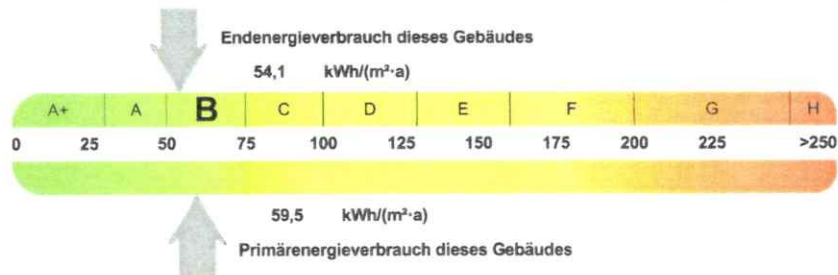 Endenergieverbrauch dieses Gebäudes
54,1 kWh/(m²·a)
A+ A B C D E F G H
0 25 50 75 100 125 150 175 200 225 >250
59,5 kWh/(m²·a)
Primärenergieverbrauch dieses Gebäudes